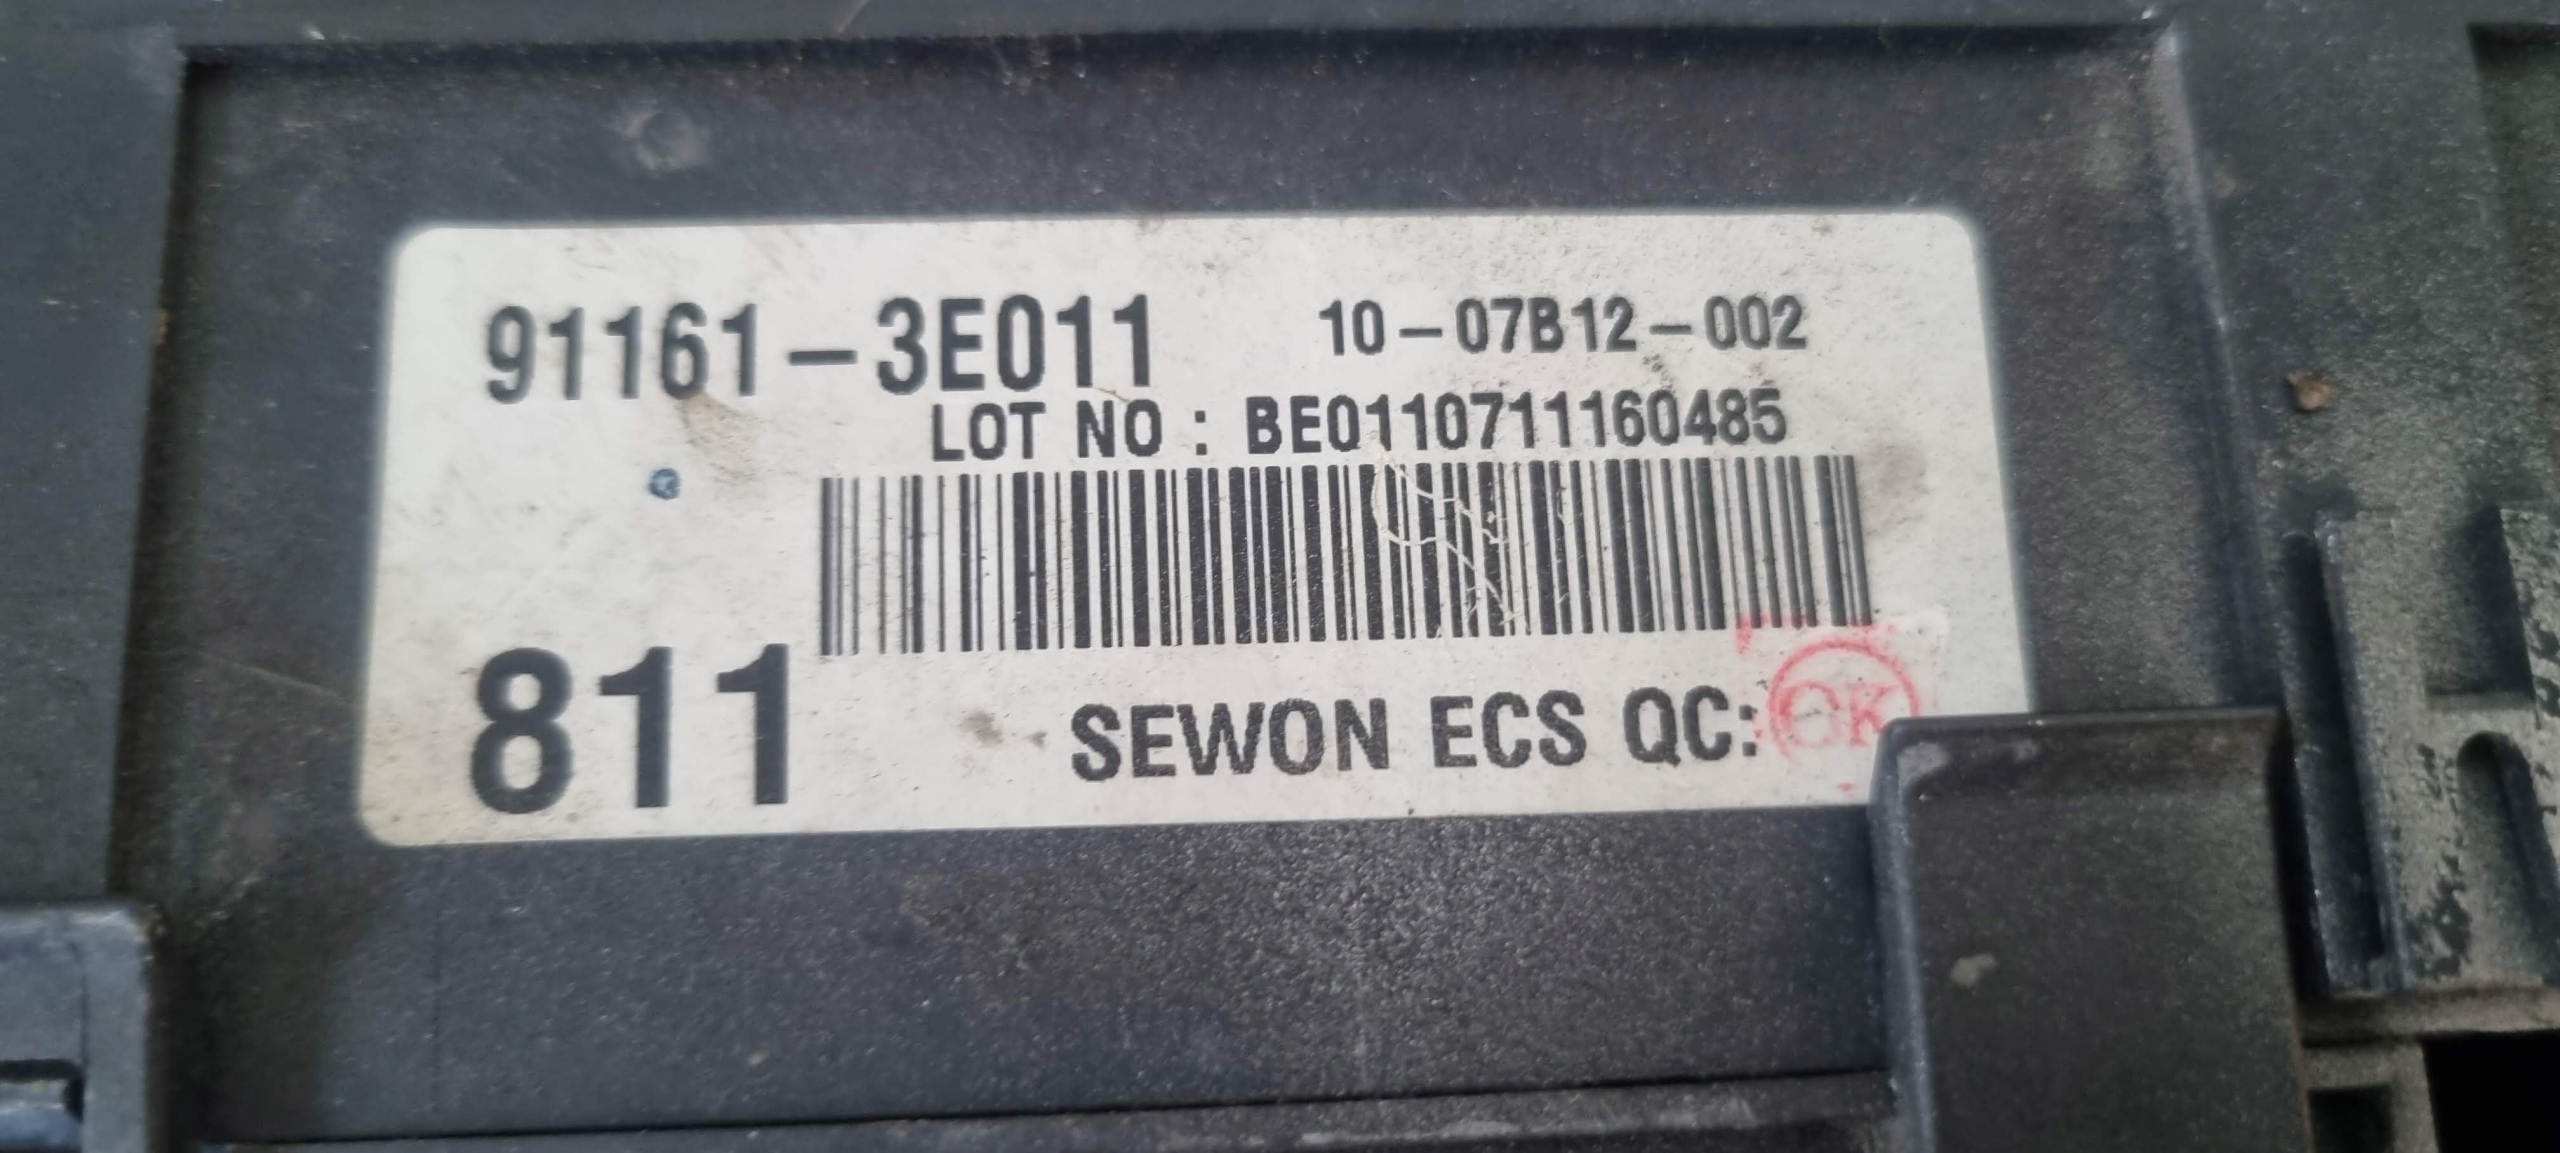 91161-3E011 10-07B12-002
LOT NO : BE0110711160485
811
SEWON ECS QC: OK